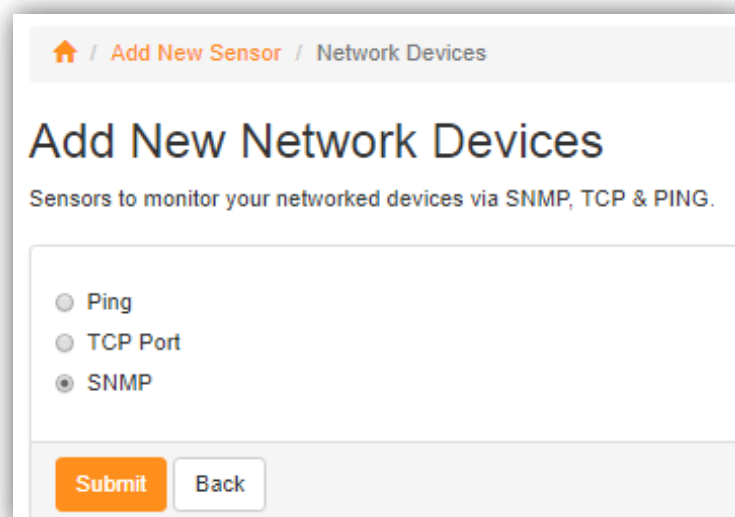 / Add New Sensor / Network Devices
Add New Network Devices
Sensors to monitor your networked devices via SNMP, TCP & PING.
Ping
TCP Port
SNMP
Submit Back